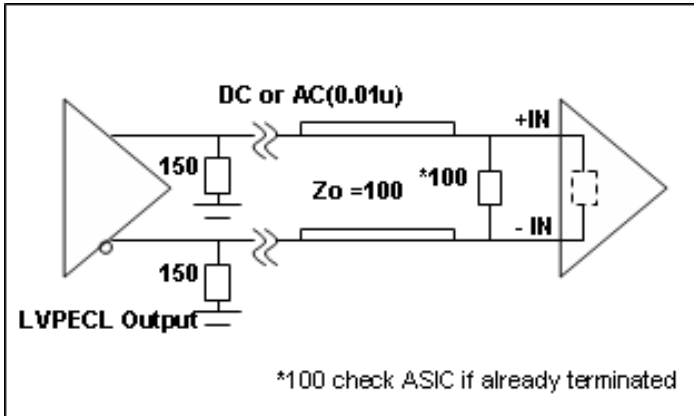 DC or AC(0.01u)
+IN
150
Zo =100
*100
- IN
150
LVPECL Output
*100 check ASIC if already terminated